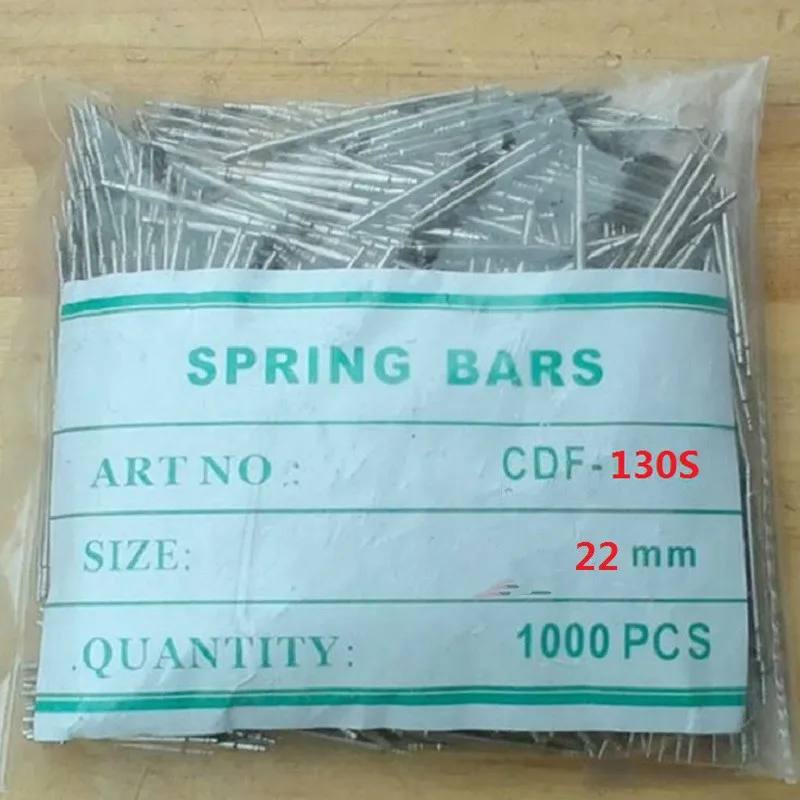 SPRING BARS
ART NO.: CDF-130S
SIZE: 22 mm
QUANTITY: 1000 PCS